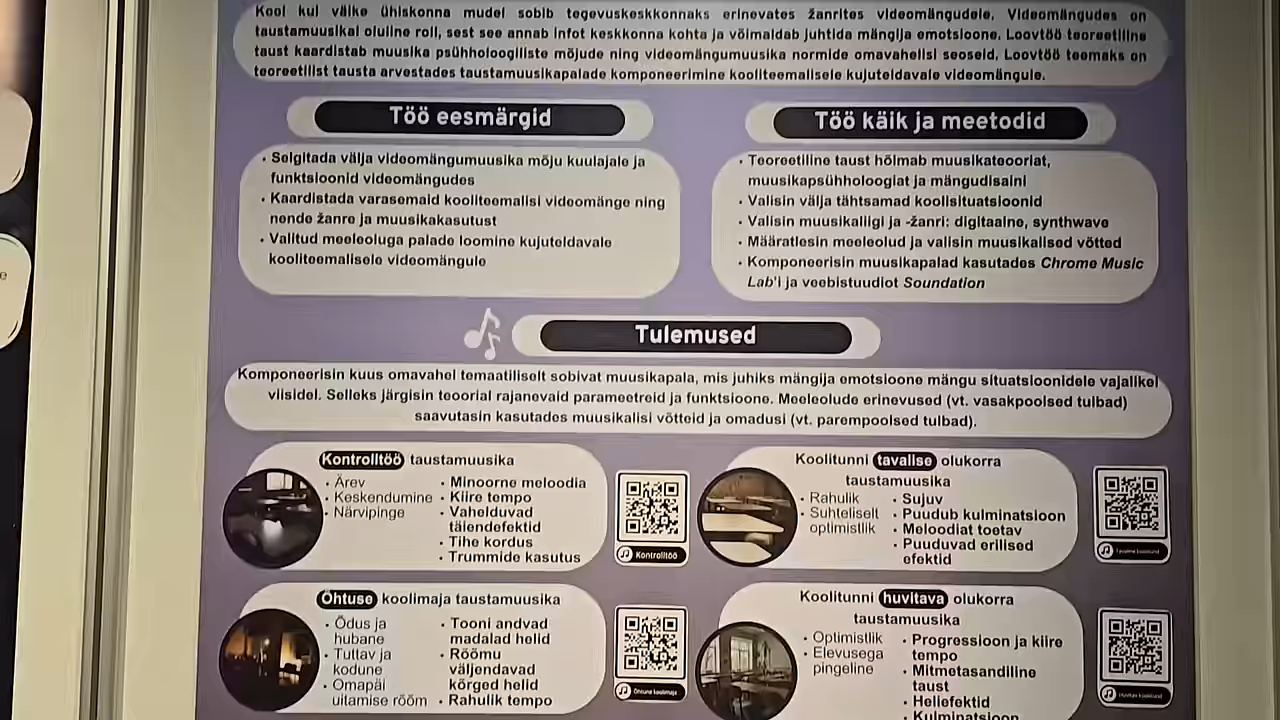 Kool kui väike ühiskonna mudel sobib tegevuskeskkonnaks erinevates žanrites videomängudele. Videomängudes on
taustamuusikal oluline roll, sest see annab infot keskkonna kohta ja võimaldab juhtida mängija emotsioone. Loovtöö teoreetiline
taust kaardistab muusika psühholoogiliste mõjude ning videomängumuusika normide omavahelisi seoseid. Loovtöö teemaks on
teoreetilist tausta arvestades taustamuusikapalade komponeerimine kooliteemalisele kujuteldavale videomängule.
Töö eesmärgid
• Selgitada välja videomängumuusika mõju kuulajale ja
funktsioonid videomängudes
• Kaardistada varasemaid kooliteemalisi videomänge ning
nende žanre ja muusikakasutust
• Valitud meeleoluga palade loomine kujuteldavale
kooliteemalisele videomängule
Töö käik ja meetodid
• Teoreetiline taust hõlmab muusikateooriat,
muusikapsühholoogiat ja mängudisaini
• Valisin välja tähtsamad koolisituatsioonid
• Valisin muusikaliigi ja -žanri: digitaalne, synthwave
• Määratlesin meeleolud ja valisin muusikalised võtted
• Komponeerisin muusikapalad kasutades Chrome Music
Lab'i ja veebistuudiot Soundation
Tulemused
Komponeerisin kuus omavahel temaatiliselt sobivat muusikapala, mis juhiks mängija emotsioone mängu situatsioonidele vajalikel
viisidel. Selleks järgisin teoorial rajanevaid parameetreid ja funktsioone. Meeleolude erinevused (vt. vasakpoolsed tulbad)
saavutasin kasutades muusikalisi võtteid ja omadusi (vt. parempoolsed tulbad).
Kontrolltöö taustamuusika
• Ärev
• Keskendumine
• Närvipinge
• Minoorne meloodia
• Kiire tempo
• Vahelduvad
täiendefektid
• Tihe kordus
• Trummide kasutus
Kontrolltöö
Koolitunni tavalise olukorra
taustamuusika
• Rahulik
• Suhteliselt
optimistlik
• Sujuv
• Puudub kulminatsioon
• Meloodiat toetav
• Puuduvad erilised
efektid
Tavaline koolitund
Õhtuse koolimaja taustamuusika
• Õdus ja
hubane
• Tuttav ja
kodune
• Omapäi
uitamise rõõm
• Tooni andvad
madalad helid
• Rõõmu
väljendavad
kõrged helid
• Rahulik tempo
Õhtune koolimaja
Koolitunni huvitava olukorra
taustamuusika
• Optimistlik
• Elevusega
pingeline
• Progressioon ja kiire
tempo
• Mitmetasandiline
taust
• Heliefektid
• Kulminatsioon
Huvitav koolitund